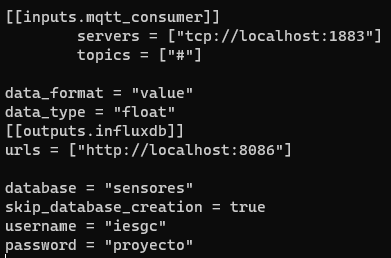 [[inputs.mqtt_consumer]]
servers = ["tcp://localhost:1883"]
topics = ["#"]
data_format = "value"
data_type = "float"
[[outputs.influxdb]]
urls = ["http://localhost:8086"]
database = "sensores"
skip_database_creation = true
username = "iesgc"
password = "proyecto"